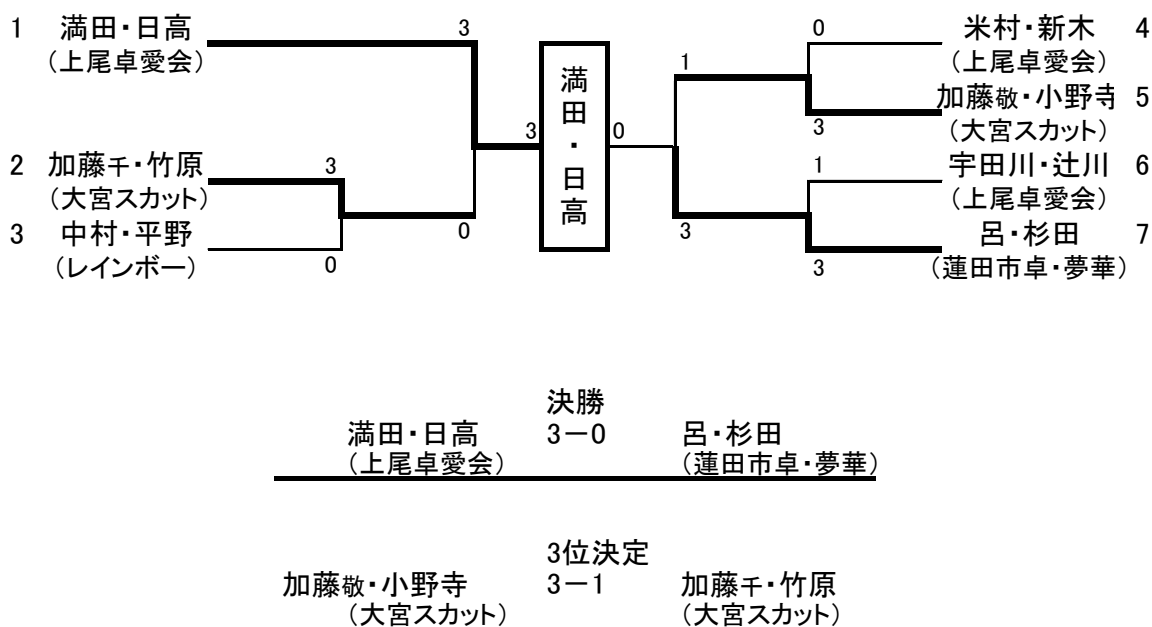 1 満田・日高
(上尾卓愛会)
3
2 加藤千・竹原
(大宮スカット)
3
3 中村・平野
(レインボー)
0
0
3
満田・日高
0
0
米村・新木 4
(上尾卓愛会)
1
加藤敬・小野寺 5
(大宮スカット)
3
1
宇田川・辻川 6
(上尾卓愛会)
3
呂・杉田 7
(蓮田市卓・夢華)
3
決勝
満田・日高 3-0 呂・杉田
(上尾卓愛会) (蓮田市卓・夢華)
3位決定
加藤敬・小野寺 3-1 加藤千・竹原
(大宮スカット) (大宮スカット)